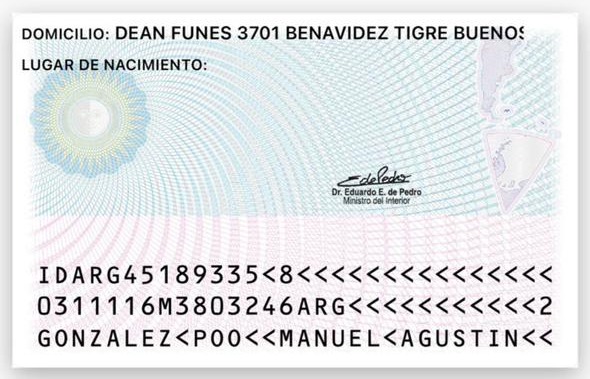 DOMICILIO: DEAN FUNES 3701 BENAVIDEZ TIGRE BUENOS
LUGAR DE NACIMIENTO:
Dr. Eduardo E. de Pedro
Ministro del Interior
IDARG45189335<8<<<<<<<<<<<<<<<
0311116M3803246ARG<<<<<<<<<<<2
GONZALEZ<POO<<MANUEL<AGUSTIN<<